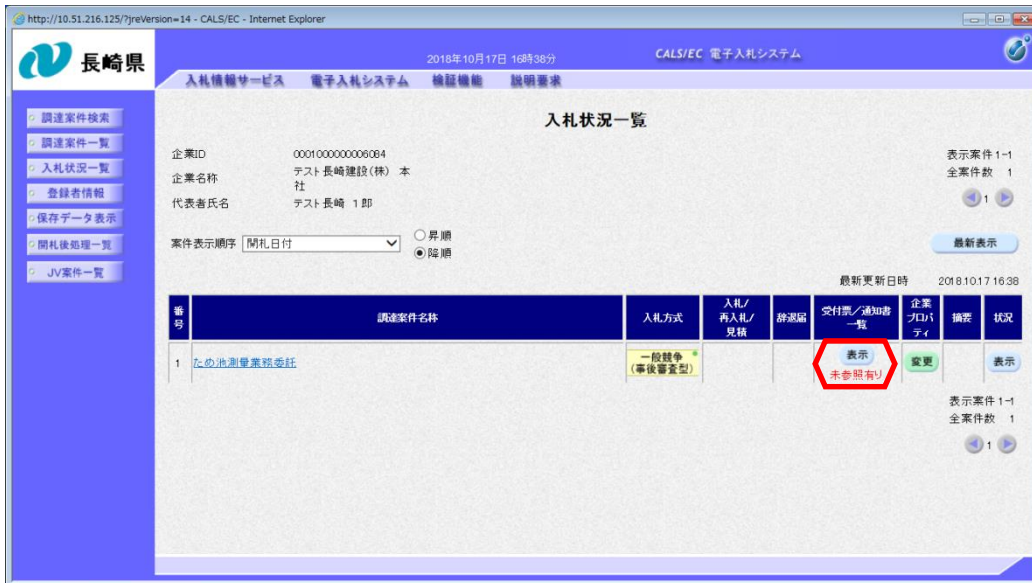 http://10.51.216.125/?jreVersion=14 - CALS/EC - Internet Explorer
長崎県
2018年10月17日 16時38分
CALS/EC 電子入札システム
入札情報サービス 電子入札システム 検証機能 説明要求
調達案件検索
調達案件一覧
入札状況一覧
登録者情報
保存データ表示
開札後処理一覧
JV案件一覧
入札状況一覧
企業ID 0001000000006084
企業名称 テスト長崎建設(株) 本
社
代表者氏名 テスト長崎 1郎
表示案件 1-1
全案件数 1
1
案件表示順序 開札日付
昇順
降順
最新表示
最新更新日時 2018.10.17 16:38
番
号
調達案件名称
入札方式
入札/
再入札/
見積
辞退届
受付票/通知書
一覧
企業
プロパ
ティ
摘要
状況
1 ため池測量業務委託
一般競争
(事後審査型)
表示
未参照有り
変更
表示
表示案件 1-1
全案件数 1
1